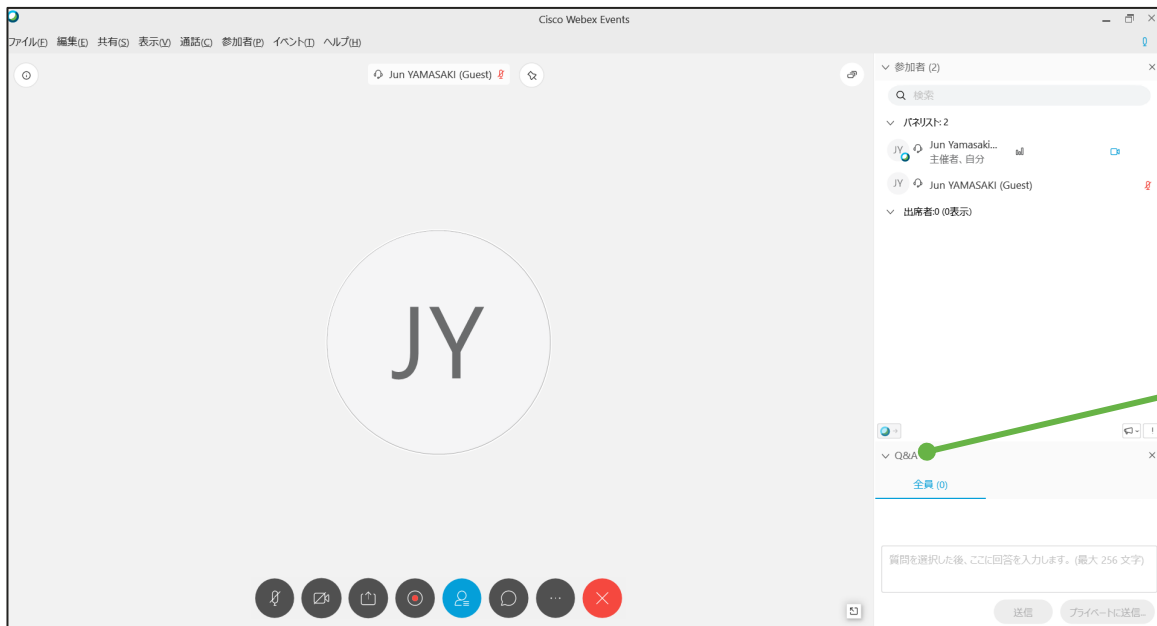 Cisco Webex Events
ファイル(F) 編集(E) 共有(S) 表示(V) 通話(C) 参加者(P) イベント(T) ヘルプ(H)
Jun YAMASAKI (Guest)
参加者 (2)
検索
パネリスト: 2
JY Jun Yamasaki...
主催者、自分
JY Jun YAMASAKI (Guest)
出席者:0 (0表示)
JY
Q&A
全員 (0)
質問を選択した後、ここに回答を入力します。(最大 256 文字)
送信 プライベートに送信...